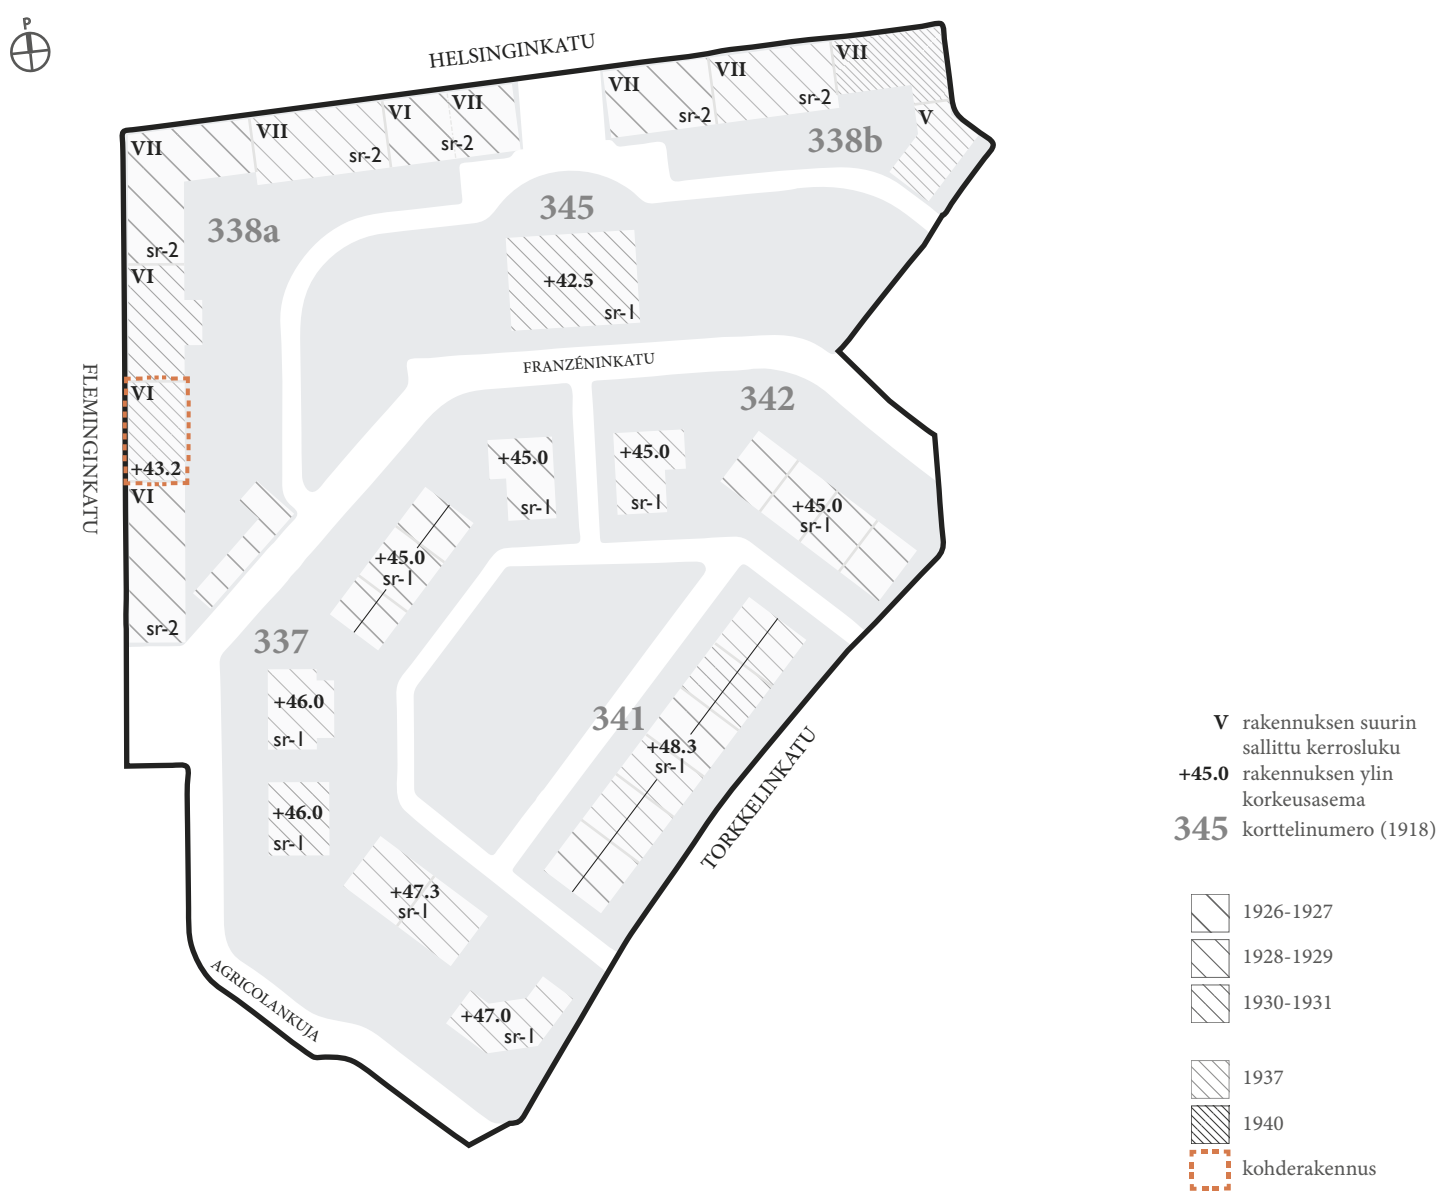 P
HELSINGINKATU
VII
VII
VI
VII
VII
VII
VII
V
sr-2
sr-2
sr-2
sr-2
338b
338a
345
sr-2
VI
+42.5
sr-1
FRANZÉNINKATU
FLEMINGINKATU
VI
+43.2
VI
342
+45.0
sr-1
+45.0
sr-1
+45.0
sr-1
+45.0
sr-1
sr-2
337
+46.0
sr-1
341
+48.3
sr-1
TORKKELINKATU
+46.0
sr-1
+47.3
sr-1
AGRICOLANKUJA
+47.0
sr-1
V rakennuksen suurin
sallittu kerrosluku
+45.0 rakennuksen ylin
korkeusasema
345 korttelinumero (1918)
1926-1927
1928-1929
1930-1931
1937
1940
kohderakennus